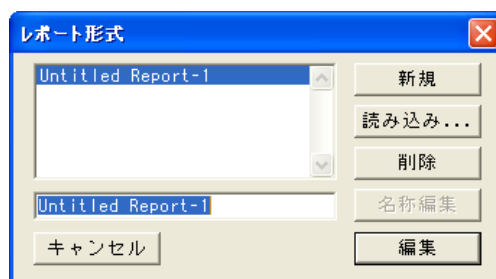 レポート形式
Untitled Report-1
新規
読み込み...
削除
Untitled Report-1
名称編集
キャンセル
編集